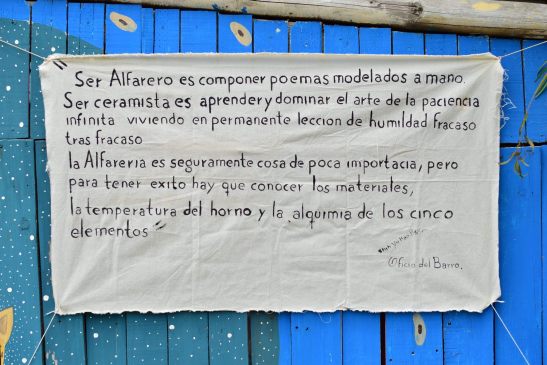 " Ser Alfarero es componer poemas modelados a mano.
Ser ceramista es aprender y dominar el arte de la paciencia
infinita viviendo en permanente leccion de humildad fracaso
tras fracaso
la Alfareria es seguramente cosa de poca importacia, pero
para tener exito hay que conocer los materiales,
la temperatura del horno y la alquimia de los cinco
elementos "
Oficio del Barro.